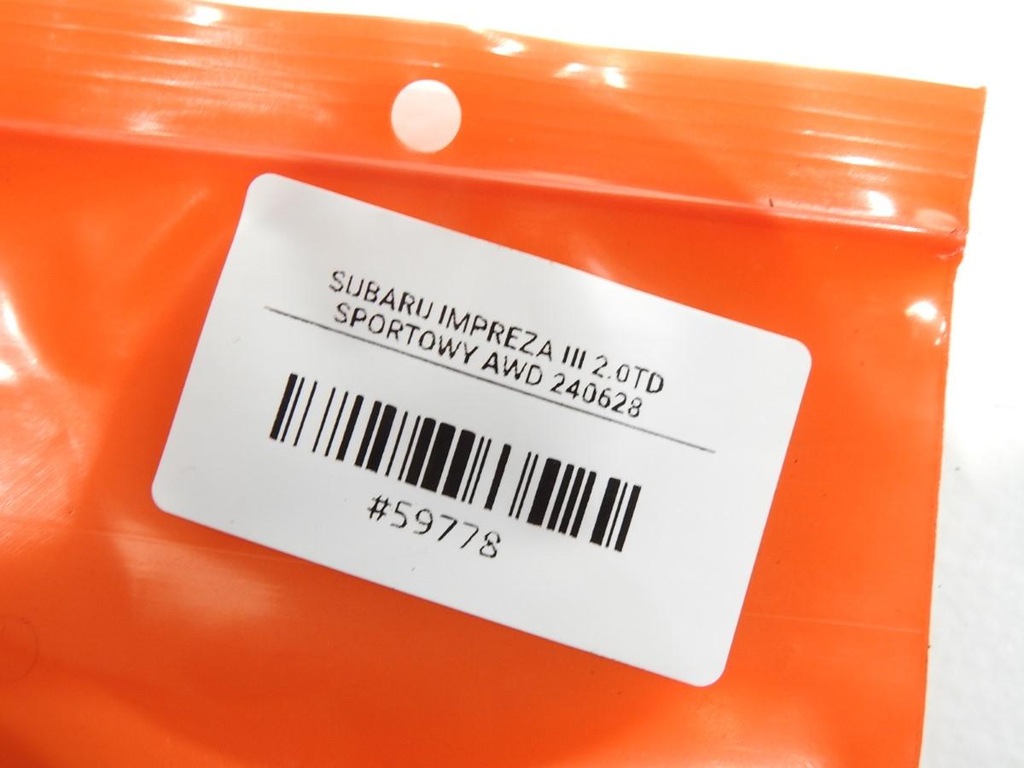 SUBARU IMPREZA III 2.0TD
SPORTOWY AWD 240628
#59778